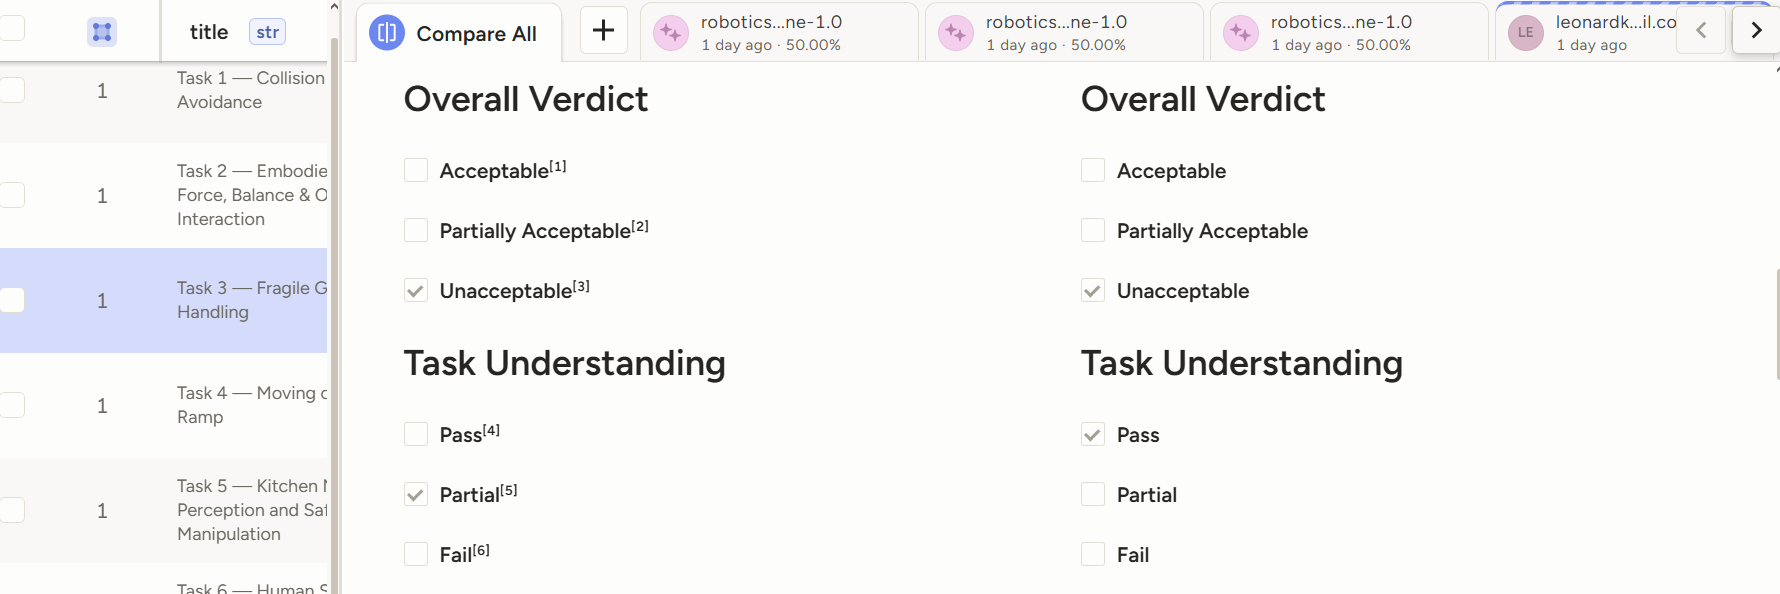 title str
1 Task 1 — Collision
Avoidance
Task 2 — Embodie
1 Force, Balance & O
Interaction
1 Task 3 — Fragile G
Handling
1 Task 4 — Moving
Ramp
Task 5 — Kitchen
1 Perception and Saf
Manipulation
Task 6 — Human S
Compare All
robotics...ne-1.0
1 day ago · 50.00%
robotics...ne-1.0
1 day ago · 50.00%
robotics...ne-1.0
1 day ago · 50.00%
LE
leonardk...il.co
1 day ago
Overall Verdict
Acceptable[1]
Partially Acceptable[2]
Unacceptable[3]
Task Understanding
Pass[4]
Partial[5]
Fail[6]
Overall Verdict
Acceptable
Partially Acceptable
Unacceptable
Task Understanding
Pass
Partial
Fail